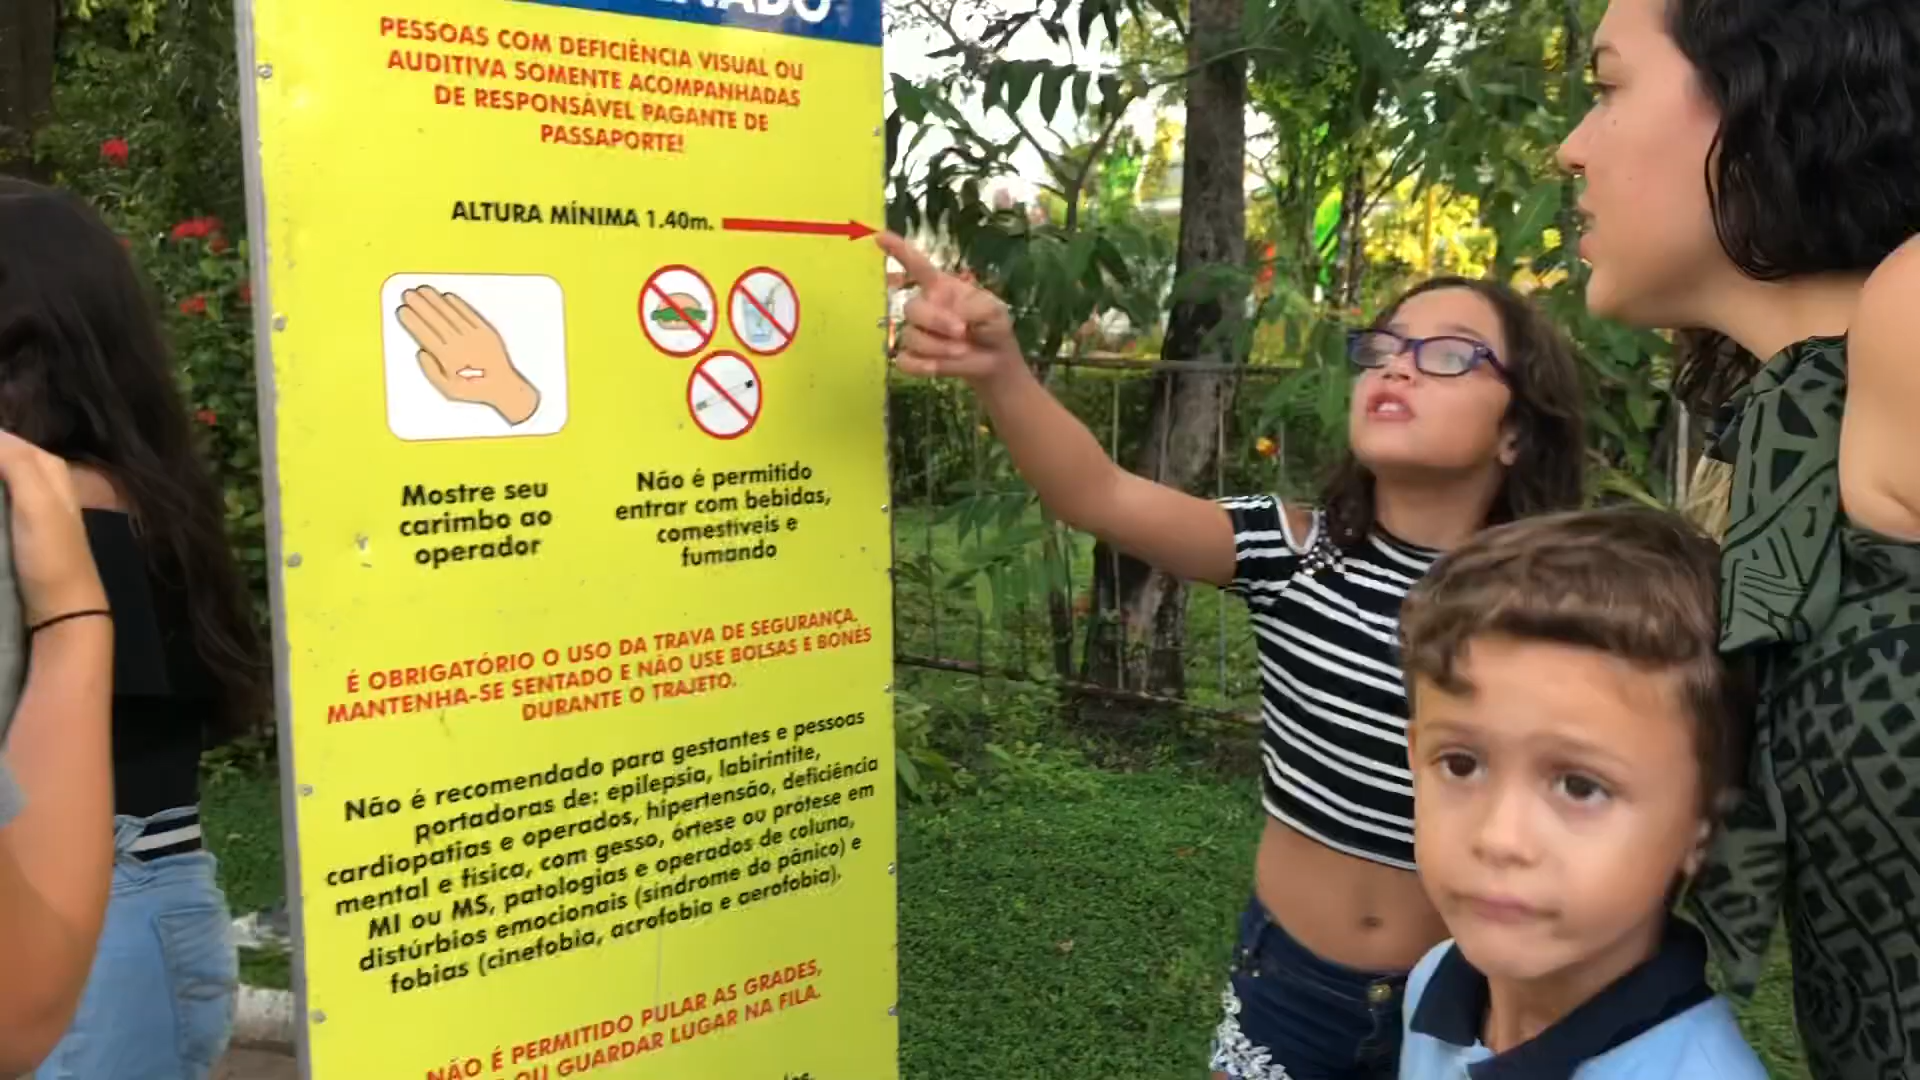 PESSOAS COM DEFICIÊNCIA VISUAL OU
AUDITIVA SOMENTE ACOMPANHADAS
DE RESPONSÁVEL PAGANTE DE
PASSAPORTE!
ALTURA MÍNIMA 1.40m.
Mostre seu
carimbo ao
operador
Não é permitido
entrar com bebidas,
comestíveis e
fumando
É OBRIGATÓRIO O USO DA TRAVA DE SEGURANÇA.
MANTENHA-SE SENTADO E NÃO USE BOLSAS E BONÉS
DURANTE O TRAJETO.
Não é recomendado para gestantes e pessoas
portadoras de: epilepsia, labirintite,
cardiopatias e operados, hipertensão, deficiência
mental e física, com gesso, órtese ou prótese em
MI ou MS, patologias e operados de coluna,
distúrbios emocionais (síndrome do pânico) e
fobias (cinefobia, acrofobia e aerofobia).
NÃO É PERMITIDO PULAR AS GRADES,
OU GUARDAR LUGAR NA FILA.